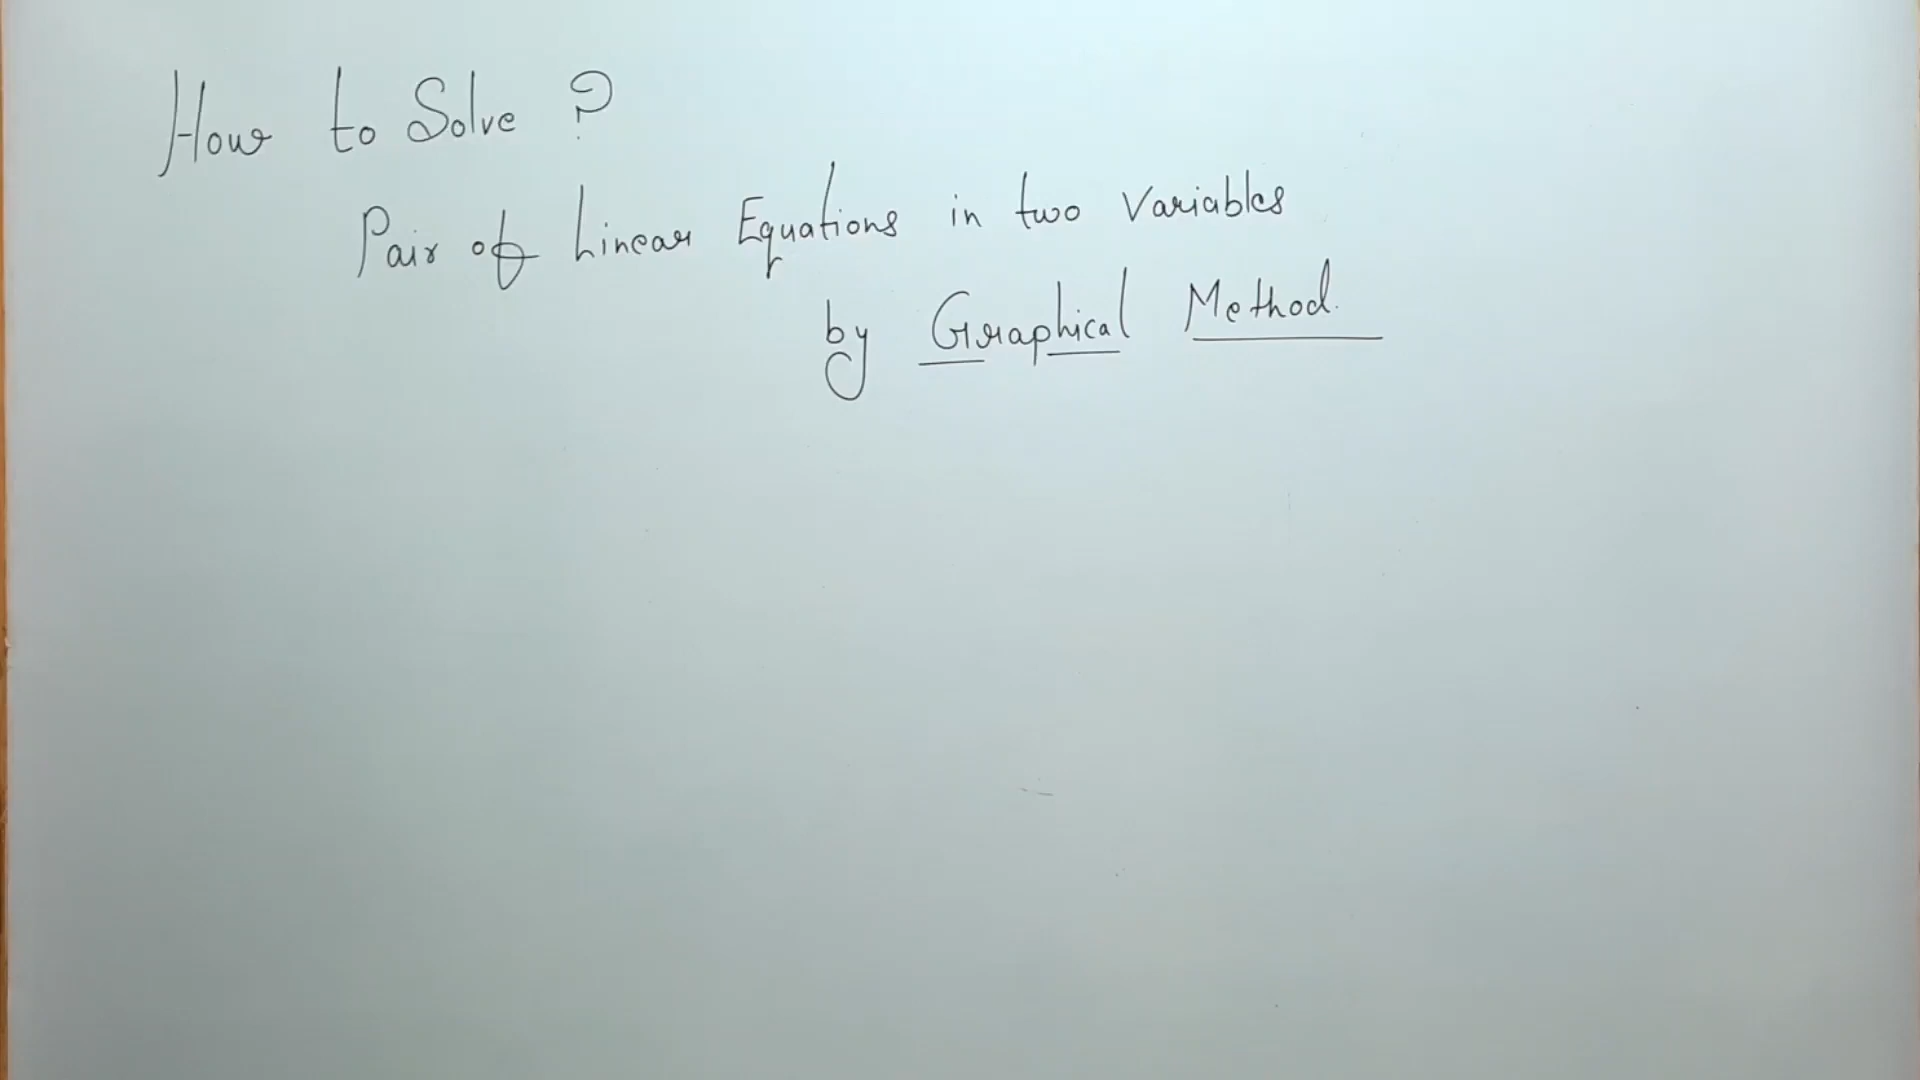 How to Solve ?
Pair of Linear Equations in two Variables
by Graphical Method.